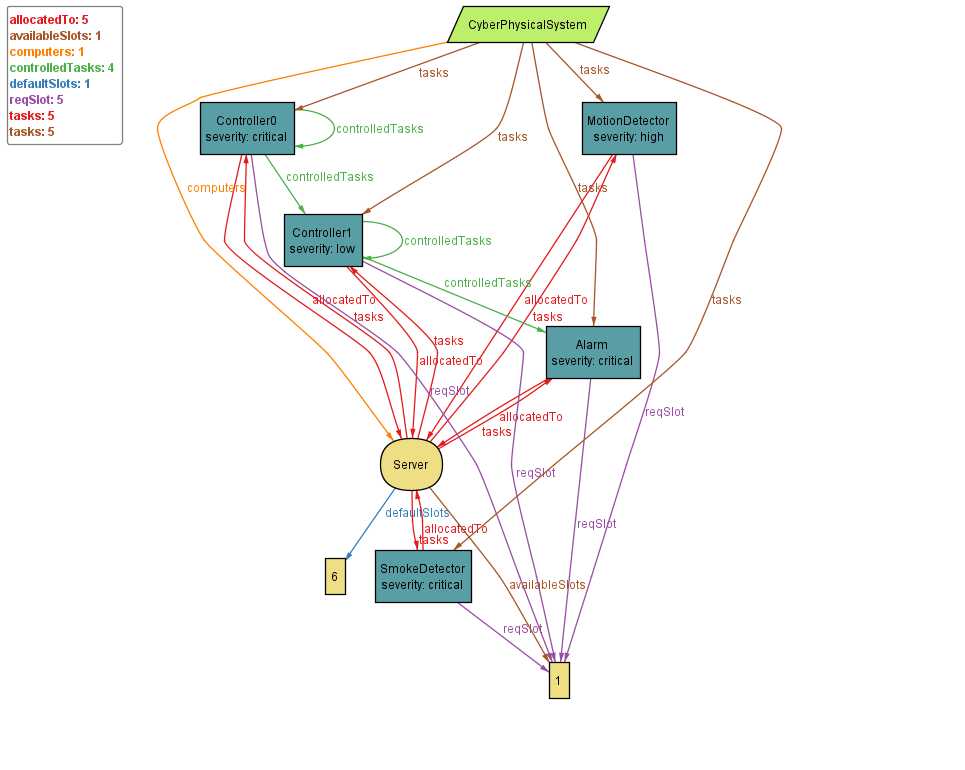 allocatedTo: 5
availableSlots: 1
computers: 1
controlledTasks: 4
defaultSlots: 1
reqSlot: 5
tasks: 5
tasks: 5
CyberPhysicalSystem
tasks
tasks
Controller0
severity: critical
controlledTasks
MotionDetector
severity: high
tasks
controlledTasks
computers
tasks
Controller1
severity: low
controlledTasks
controlledTasks
allocatedTo
tasks
allocatedTo
tasks
tasks
tasks
allocatedTo
Alarm
severity: critical
reqSlot
reqSlot
allocatedTo
tasks
Server
reqSlot
defaultSlots
allocatedTo
tasks
reqSlot
6
SmokeDetector
severity: critical
availableSlots
reqSlot
1